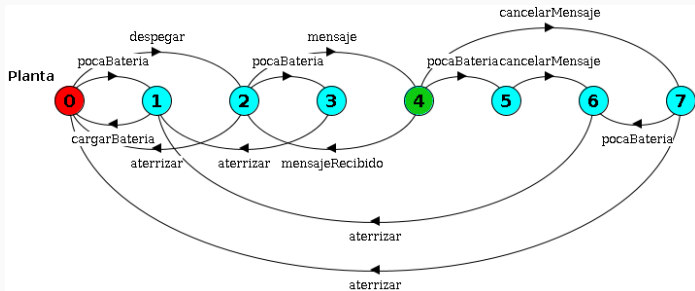 cancelarMensaje
despegar
mensaje
pocaBateria
pocaBateria
pocaBateria
cancelarMensaje
Planta
0
1
2
3
4
5
6
7
cargarBateria
aterrizar
aterrizar
mensajeRecibido
pocaBateria
aterrizar
aterrizar